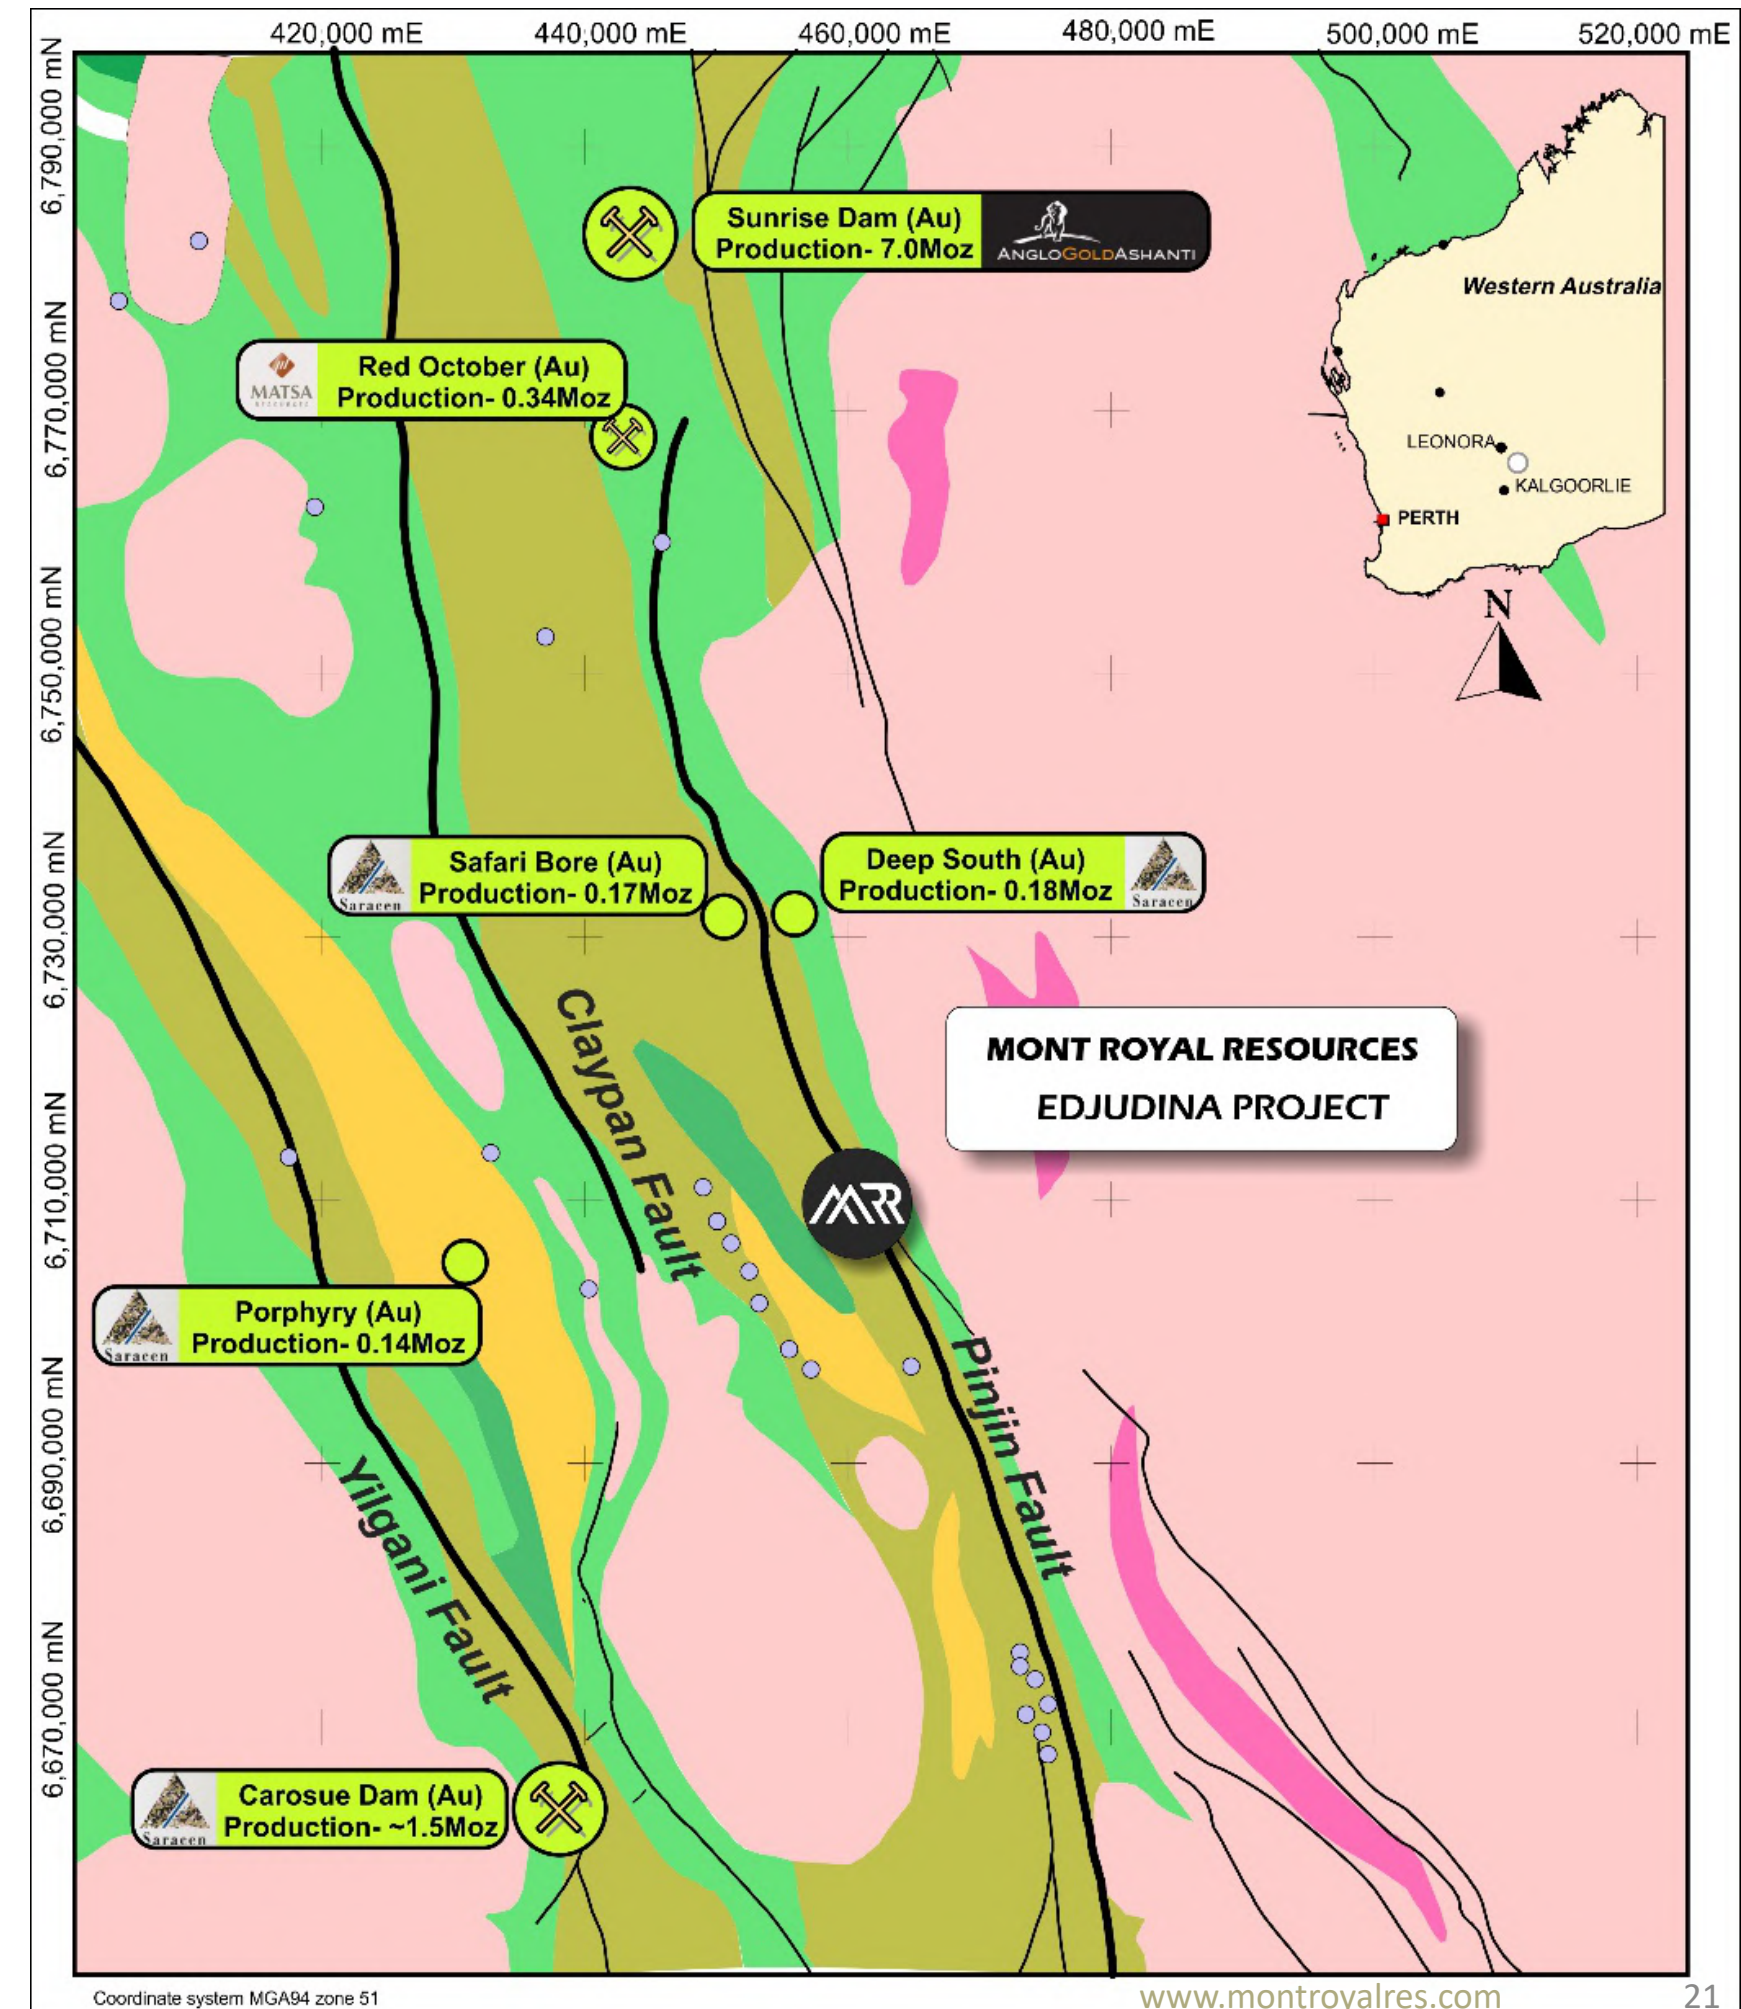 420,000 mE
440,000 mE
460,000 mE
480,000 mE
500,000 mE
520,000 mE
6,790,000 mN
6,770,000 mN
6,750,000 mN
6,730,000 mN
6,710,000 mN
6,690,000 mN
6,670,000 mN
Sunrise Dam (Au)
Production- 7.0Moz
ANGLOGOLDASHANTI
Western Australia
LEONORA
KALGOORLIE
PERTH
N
MATSA
RESOURCES
Red October (Au)
Production- 0.34Moz
Saracen
Safari Bore (Au)
Production- 0.17Moz
Deep South (Au)
Production- 0.18Moz
Saracen
MONT ROYAL RESOURCES
EDJUDINA PROJECT
Claypan Fault
MRR
Saracen
Porphyry (Au)
Production- 0.14Moz
Pinjin Fault
Yilgani Fault
Saracen
Carosue Dam (Au)
Production- ~1.5Moz
Coordinate system MGA94 zone 51
www.montroyalres.com
21